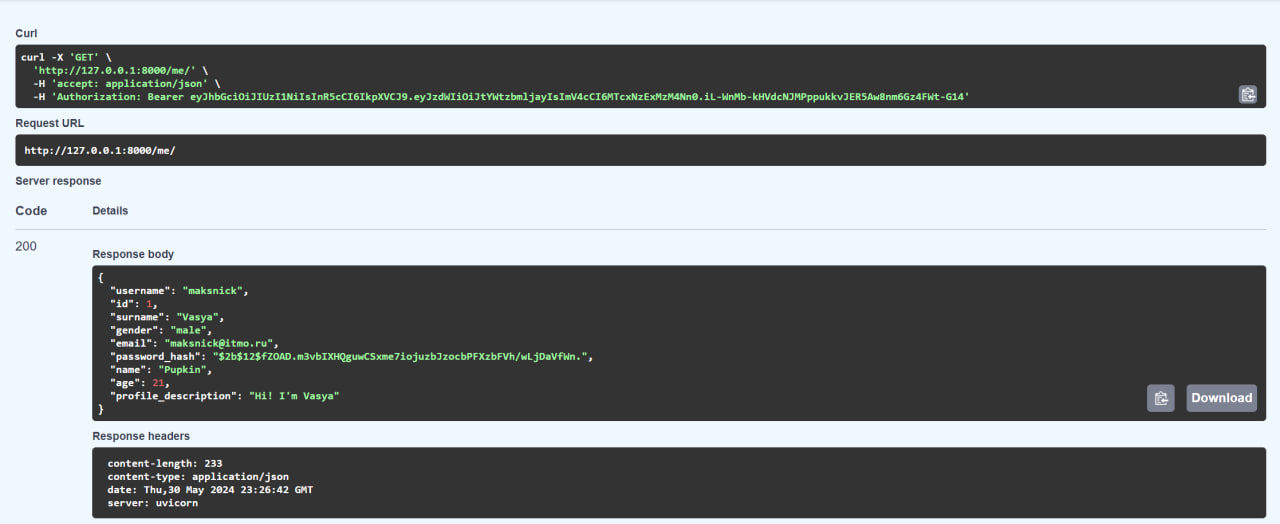 Curl
curl -X 'GET' \
'http://127.0.0.1:8000/me/' \
-H 'accept: application/json' \
-H 'Authorization: Bearer eyJhbGciOiJIUzI1NiIsInR5cCI6IkpXVCJ9.eyJzdWIiOiJtYWtzbmljayIsImV4cCI6MTcxNzExMzM4Nn0.iL-WnMb-kHVdcNJMPppukkvJER5Aw8nm6Gz4FWt-G14'
Request URL
http://127.0.0.1:8000/me/
Server response
Code Details
200
Response body
{
"username": "maksnick",
"id": 1,
"surname": "Vasya",
"gender": "male",
"email": "maksnick@itmo.ru",
"password_hash": "$2b$12$fZOAD.m3vbIXHQguwCSxme7iojuzbJzocbPFXzbFVh/wLjDaVfWn.",
"name": "Pupkin",
"age": 21,
"profile_description": "Hi! I'm Vasya"
}
Download
Response headers
content-length: 233
content-type: application/json
date: Thu,30 May 2024 23:26:42 GMT
server: uvicorn